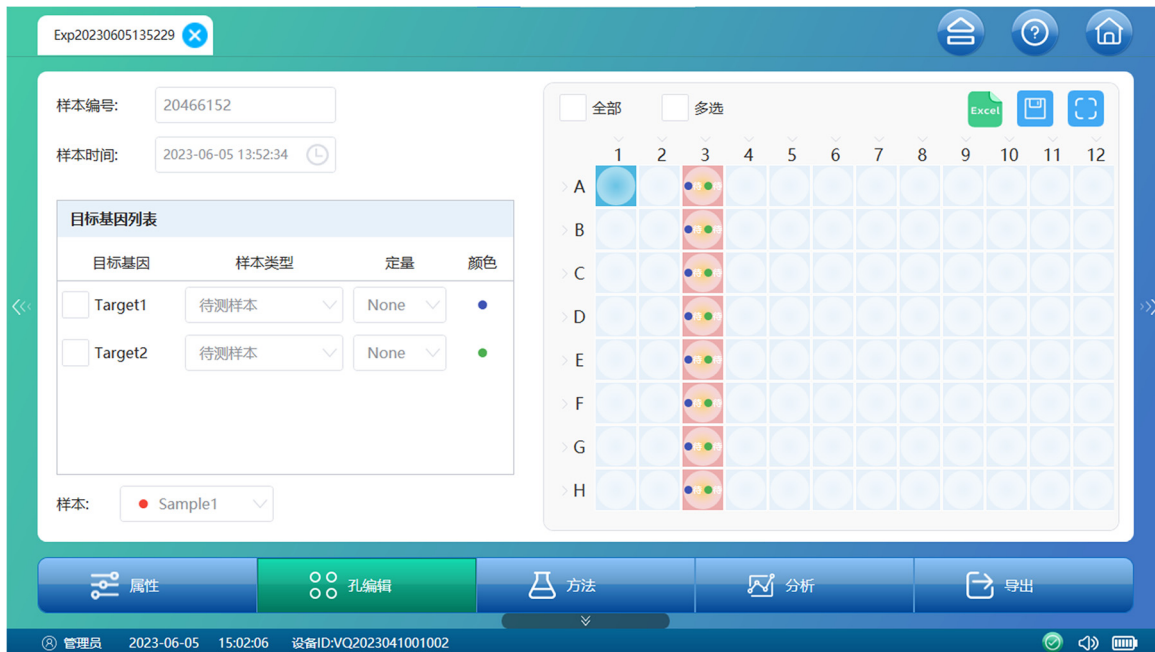 Exp20230605135229
样本编号: 20466152
样本时间: 2023-06-05 13:52:34
目标基因列表
目标基因 样本类型 定量 颜色
Target1 待测样本 None
Target2 待测样本 None
样本: Sample1
全部 多选 Excel
1 2 3 4 5 6 7 8 9 10 11 12
A
B
C
D
E
F
G
H
属性 孔编辑 方法 分析 导出
管理员 2023-06-05 15:02:06 设备ID:VQ2023041001002